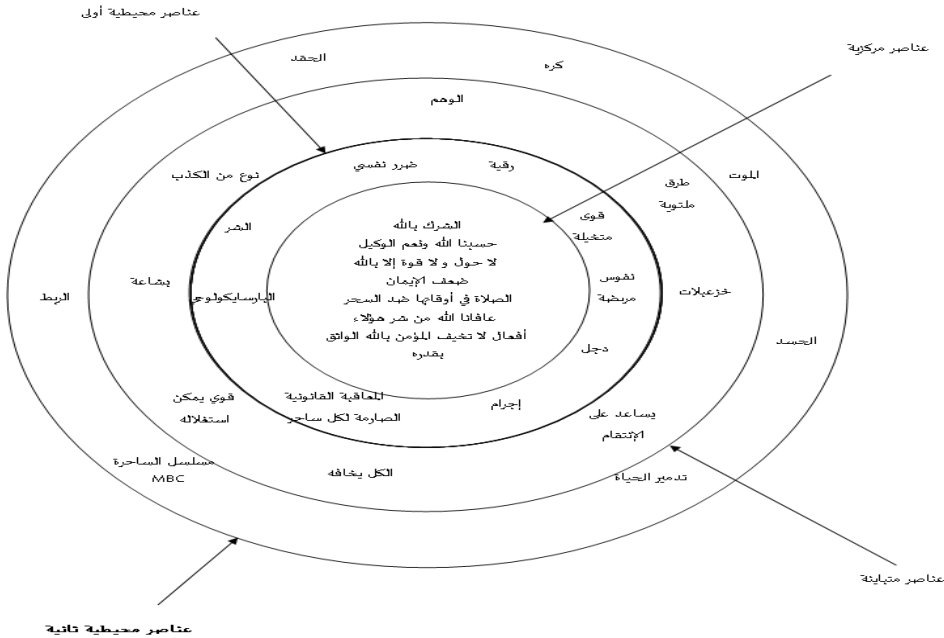 عناصر محيطية أولى
عناصر مركزية
الحقد
كره
الوهم
نوع من الكذب
ضرر نفسي
رقية
طرق
ملتوية
الموت
الشر
قوى
متخيلة
الشرك بالله
حسبنا الله ونعم الوكيل
لا حول و لا قوة إلا بالله
ضعف الإيمان
الصلاة في أوقاتها ضد السحر
عافانا الله من شر هؤلاء
أفعال لا تخيف المؤمن بالله الواثق
بقدره
بشاعة
الربط
البارسايكولوجي
نفوس
مريضة
خزعبلات
الحسد
دجل
إجرام
المعاقبة القانونية
الصارمة لكل ساحر
قوي يمكن
استغلاله
يساعد على
الإنتقام
مسلسل الساحرة
MBC
الكل يخافه
تدمير الحياة
عناصر متباينة
عناصر محيطية ثانية